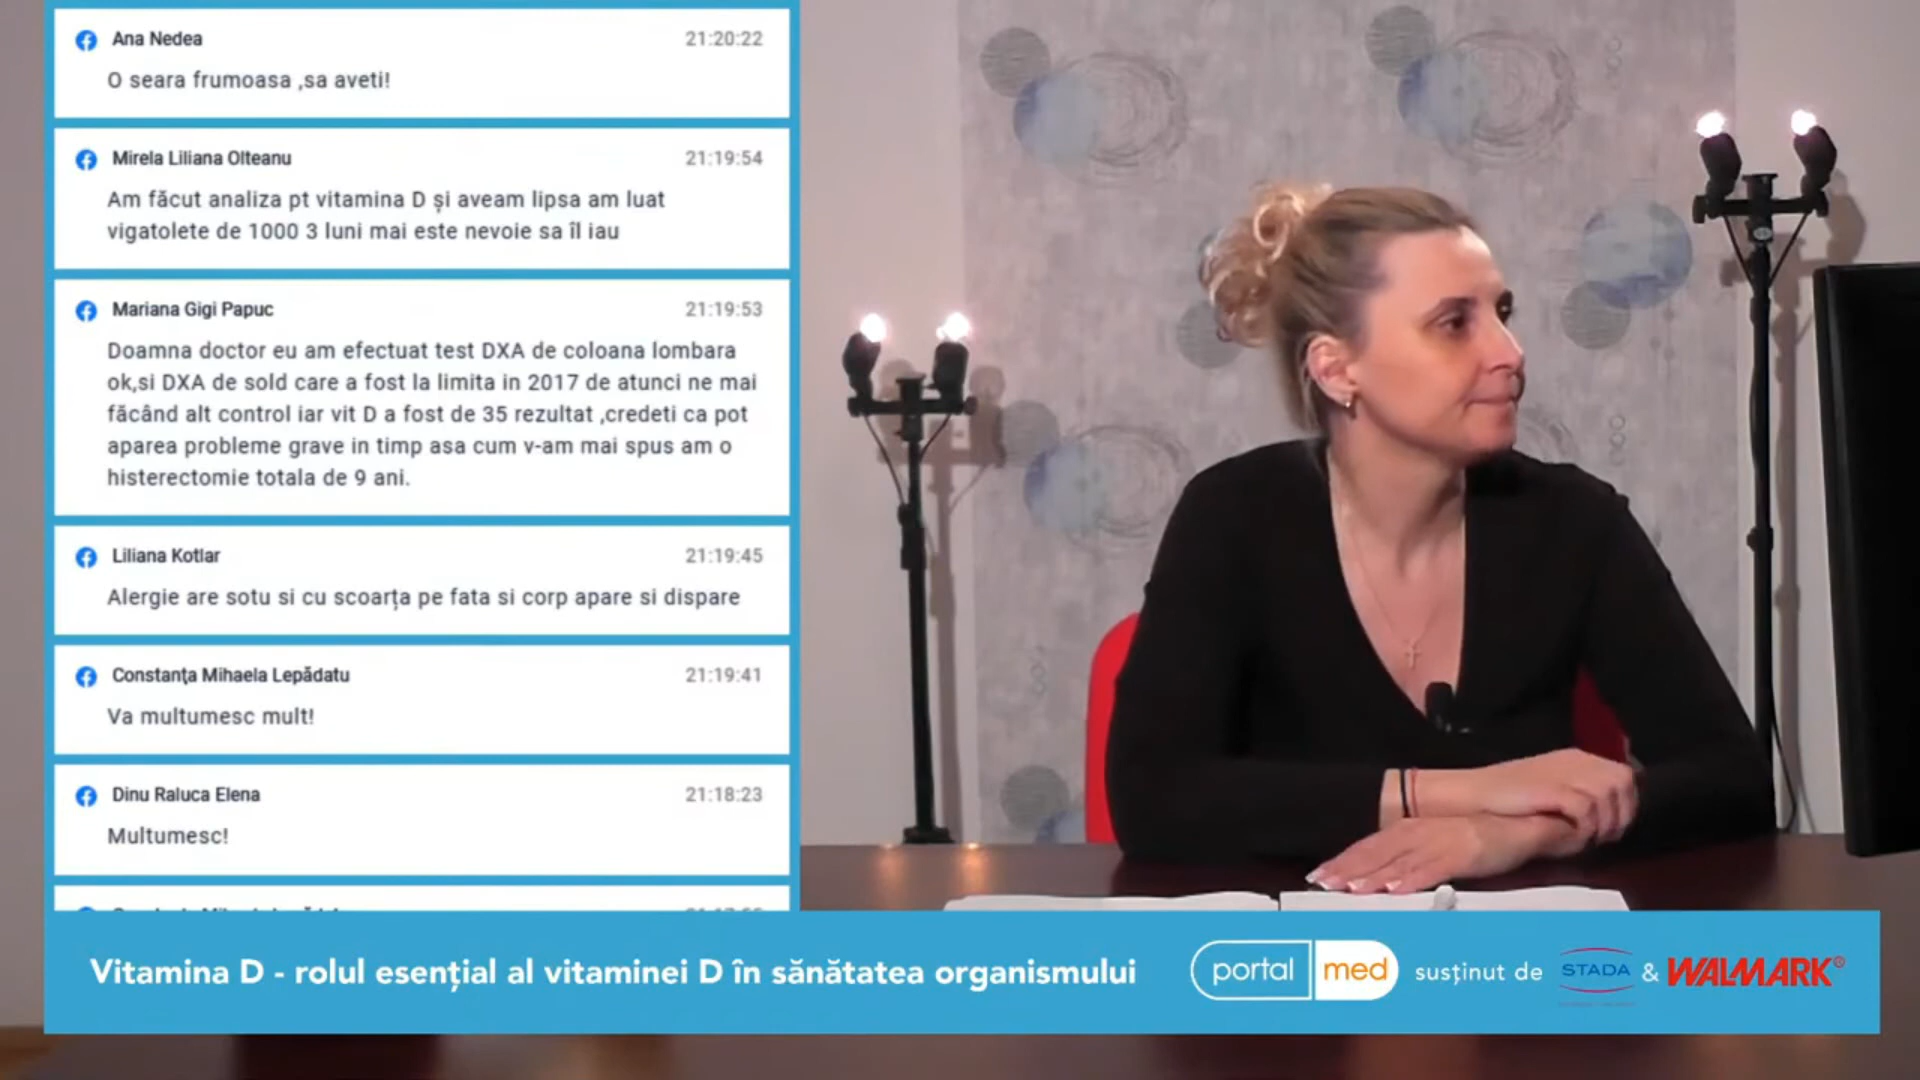 Ana Nedea 21:20:22
O seara frumoasa ,sa aveti!
Mirela Liliana Olteanu 21:19:54
Am făcut analiza pt vitamina D și aveam lipsa am luat
vigatolete de 1000 3 luni mai este nevoie sa îl iau
Mariana Gigi Papuc 21:19:53
Doamna doctor eu am efectuat test DXA de coloana lombara
ok,si DXA de sold care a fost la limita in 2017 de atunci ne mai
făcând alt control iar vit D a fost de 35 rezultat ,credeti ca pot
aparea probleme grave in timp asa cum v-am mai spus am o
histerectomie totala de 9 ani.
Liliana Kotlar 21:19:45
Alergie are sotu si cu scoarța pe fata si corp apare si dispare
Constanţa Mihaela Lepădatu 21:19:41
Va multumesc mult!
Dinu Raluca Elena 21:18:23
Multumesc!
Vitamina D - rolul esențial al vitaminei D în sănătatea organismului
portal med susținut de STADA & WALMARK®